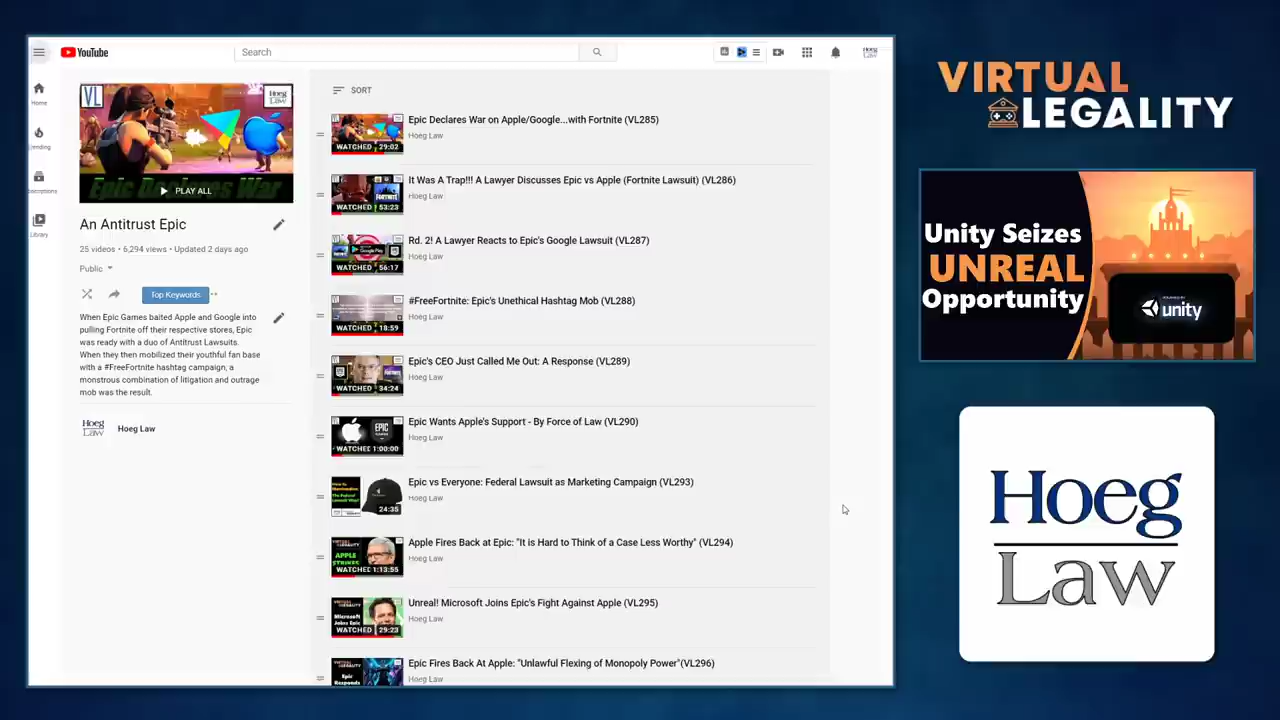 YouTube
Search
Hoeg
Law
Home
Library
VL
Hoeg
Law
PLAY ALL
An Antitrust Epic
25 videos • 6,294 views • Updated 2 days ago
Public
Top Keywords
When Epic Games baited Apple and Google into
pulling Fortnite off their respective stores, Epic
was ready with a duo of Antitrust Lawsuits.
When they then mobilized their youthful fan base
with a #FreeFortnite hashtag campaign, a
monstrous combination of litigation and outrage
mob was the result.
Hoeg
Law
Hoeg Law
SORT
WATCHED 29:02
Epic Declares War on Apple/Google...with Fortnite (VL285)
Hoeg Law
WATCHED 53:23
It Was A Trap!!! A Lawyer Discusses Epic vs Apple (Fortnite Lawsuit) (VL286)
Hoeg Law
WATCHED 56:17
Rd. 2! A Lawyer Reacts to Epic's Google Lawsuit (VL287)
Hoeg Law
WATCHED 18:59
#FreeFortnite: Epic's Unethical Hashtag Mob (VL288)
Hoeg Law
WATCHED 34:24
Epic's CEO Just Called Me Out: A Response (VL289)
Hoeg Law
WATCHED 1:00:00
Epic Wants Apple's Support - By Force of Law (VL290)
Hoeg Law
24:35
Epic vs Everyone: Federal Lawsuit as Marketing Campaign (VL293)
Hoeg Law
APPLE
STRIKES
WATCHED 1:13:55
Apple Fires Back at Epic: "It is Hard to Think of a Case Less Worthy" (VL294)
Hoeg Law
Microsoft
Joins Epic
WATCHED 29:23
Unreal! Microsoft Joins Epic's Fight Against Apple (VL295)
Hoeg Law
Epic
Responds
Epic Fires Back At Apple: "Unlawful Flexing of Monopoly Power"(VL296)
Hoeg Law
VIRTUAL
LEGALITY
Unity Seizes
UNREAL
Opportunity
unity
Hoeg
Law